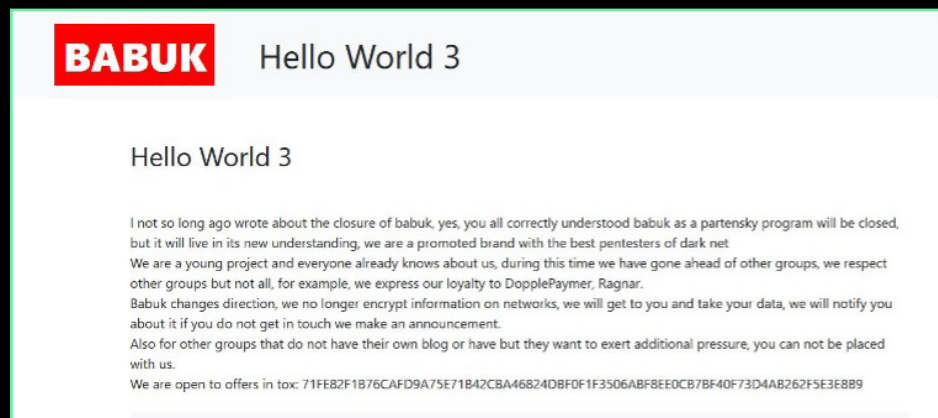 BABUK Hello World 3
Hello World 3
I not so long ago wrote about the closure of babuk, yes, you all correctly understood babuk as a partensky program will be closed,
but it will live in its new understanding, we are a promoted brand with the best pentesters of dark net
We are a young project and everyone already knows about us, during this time we have gone ahead of other groups, we respect
other groups but not all, for example, we express our loyalty to DopplePaymer, Ragnar.
Babuk changes direction, we no longer encrypt information on networks, we will get to you and take your data, we will notify you
about it if you do not get in touch we make an announcement.
Also for other groups that do not have their own blog or have but they want to exert additional pressure, you can not be placed
with us.
We are open to offers in tox: 71FE82F1B76CAFD9A75E71B42CBA46824DBF0F1F3506ABF8EE0CB7BF40F73D4AB262F5E3E8B9